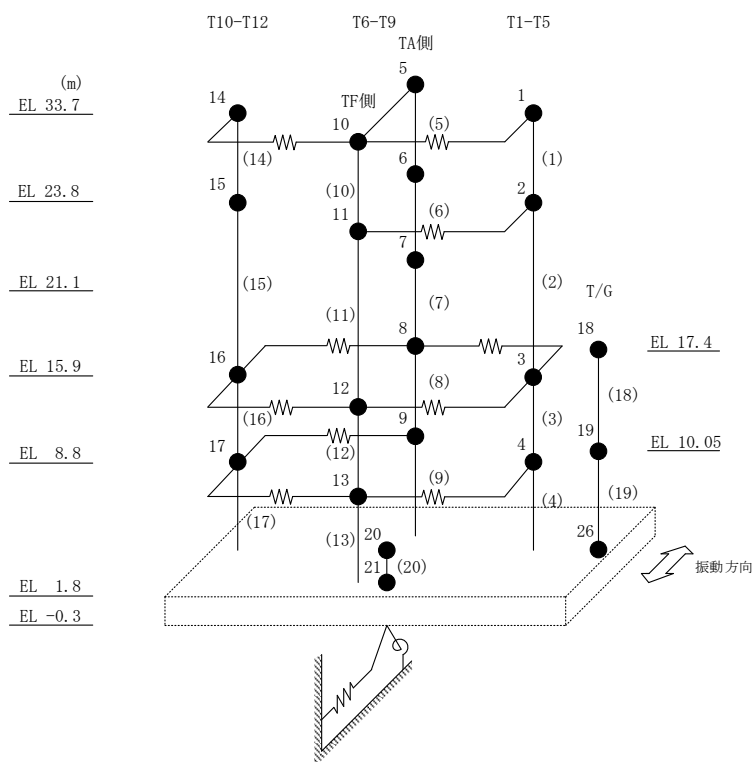 T10-T12
T6-T9
T1-T5
TA側
(m)
EL 33.7
14
TF側
5
1
10
(5)
(14)
6
(1)
EL 23.8
15
(10)
2
11
(6)
7
EL 21.1
(15)
(2)
T/G
(11)
(7)
8
18
EL 17.4
EL 15.9
16
3
12
(8)
(18)
(16)
9
(3)
19
EL 10.05
EL 8.8
17
(12)
4
13
(9)
(17)
(4)
(19)
(13)
20
26
21
(20)
振動方向
EL 1.8
EL -0.3